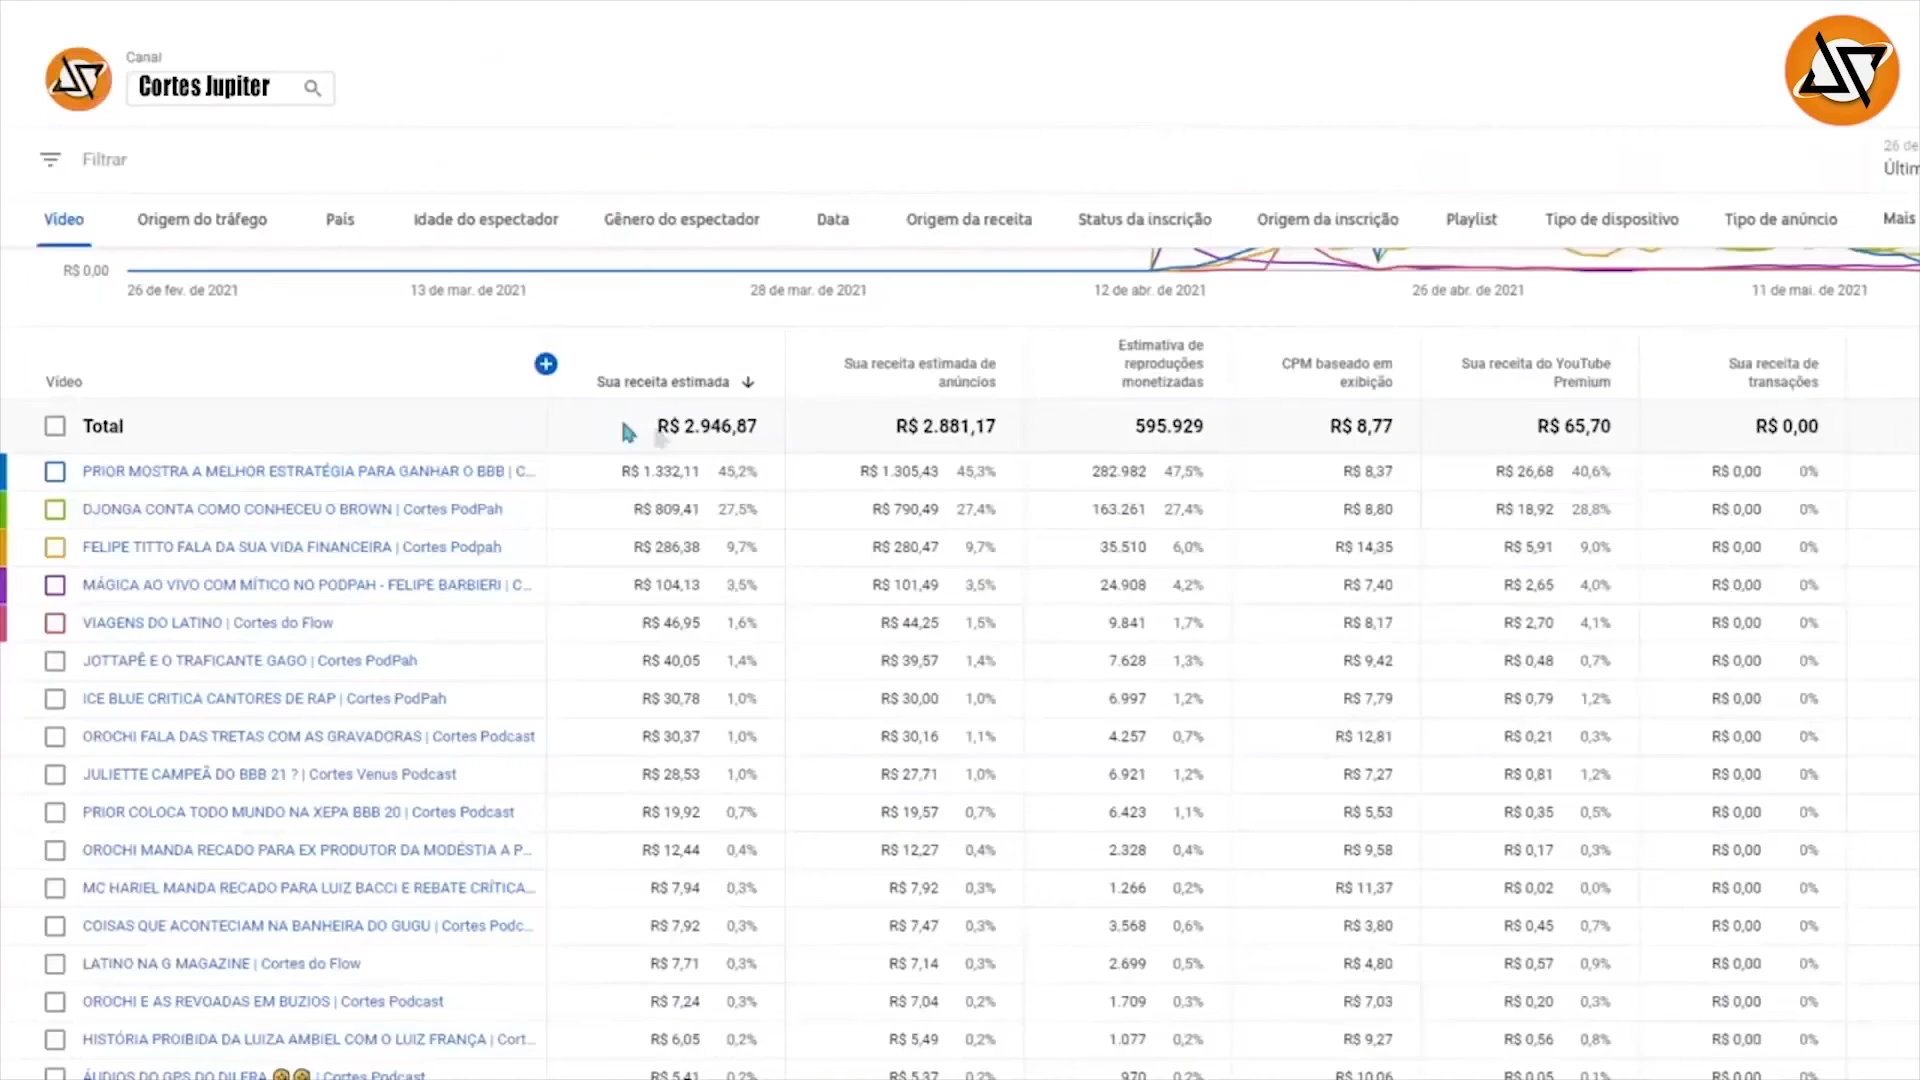 Canal
Cortes Jupiter
Filtrar
26 de
Últim
Vídeo Origem do tráfego País Idade do espectador Gênero do espectador Data Origem da receita Status da inscrição Origem da inscrição Playlist Tipo de dispositivo Tipo de anúncio Mais
R$ 0,00
26 de fev. de 2021 13 de mar. de 2021 28 de mar. de 2021 12 de abr. de 2021 26 de abr. de 2021 11 de mai. de 2021
Vídeo
Sua receita estimada
Sua receita estimada de
anúncios
Estimativa de
reproduções
monetizadas
CPM baseado em
exibição
Sua receita do YouTube
Premium
Sua receita de
transações
Total R$ 2.946,87 R$ 2.881,17 595.929 R$ 8,77 R$ 65,70 R$ 0,00
PRIOR MOSTRA A MELHOR ESTRATÉGIA PARA GANHAR O BBB | C... R$ 1.332,11 45,2% R$ 1.305,43 45,3% 282.982 47,5% R$ 8,37 R$ 26,68 40,6% R$ 0,00 0%
DJONGA CONTA COMO CONHECEU O BROWN | Cortes PodPah R$ 809,41 27,5% R$ 790,49 27,4% 163.261 27,4% R$ 8,80 R$ 18,92 28,8% R$ 0,00 0%
FELIPE TITTO FALA DA SUA VIDA FINANCEIRA | Cortes Podpah R$ 286,38 9,7% R$ 280,47 9,7% 35.510 6,0% R$ 14,35 R$ 5,91 9,0% R$ 0,00 0%
MÁGICA AO VIVO COM MÍTICO NO PODPAH - FELIPE BARBIERI | C... R$ 104,13 3,5% R$ 101,49 3,5% 24.908 4,2% R$ 7,40 R$ 2,65 4,0% R$ 0,00 0%
VIAGENS DO LATINO | Cortes do Flow R$ 46,95 1,6% R$ 44,25 1,5% 9.841 1,7% R$ 8,17 R$ 2,70 4,1% R$ 0,00 0%
JOTTAPÊ E O TRAFICANTE GAGO | Cortes PodPah R$ 40,05 1,4% R$ 39,57 1,4% 7.628 1,3% R$ 9,42 R$ 0,48 0,7% R$ 0,00 0%
ICE BLUE CRITICA CANTORES DE RAP | Cortes PodPah R$ 30,78 1,0% R$ 30,00 1,0% 6.997 1,2% R$ 7,79 R$ 0,79 1,2% R$ 0,00 0%
OROCHI FALA DAS TRETAS COM AS GRAVADORAS | Cortes Podcast R$ 30,37 1,0% R$ 30,16 1,1% 4.257 0,7% R$ 12,81 R$ 0,21 0,3% R$ 0,00 0%
JULIETTE CAMPEÃ DO BBB 21 ? | Cortes Venus Podcast R$ 28,53 1,0% R$ 27,71 1,0% 6.921 1,2% R$ 7,27 R$ 0,81 1,2% R$ 0,00 0%
PRIOR COLOCA TODO MUNDO NA XEPA BBB 20 | Cortes Podcast R$ 19,92 0,7% R$ 19,57 0,7% 6.423 1,1% R$ 5,53 R$ 0,35 0,5% R$ 0,00 0%
OROCHI MANDA RECADO PARA EX PRODUTOR DA MODÉSTIA A P... R$ 12,44 0,4% R$ 12,27 0,4% 2.328 0,4% R$ 9,58 R$ 0,17 0,3% R$ 0,00 0%
MC HARIEL MANDA RECADO PARA LUIZ BACCI E REBATE CRÍTICA... R$ 7,94 0,3% R$ 7,92 0,3% 1.266 0,2% R$ 11,37 R$ 0,02 0,0% R$ 0,00 0%
COISAS QUE ACONTECIAM NA BANHEIRA DO GUGU | Cortes Podc... R$ 7,92 0,3% R$ 7,47 0,3% 3.568 0,6% R$ 3,80 R$ 0,45 0,7% R$ 0,00 0%
LATINO NA G MAGAZINE | Cortes do Flow R$ 7,71 0,3% R$ 7,14 0,3% 2.699 0,5% R$ 4,80 R$ 0,57 0,9% R$ 0,00 0%
OROCHI E AS REVOADAS EM BUZIOS | Cortes Podcast R$ 7,24 0,3% R$ 7,04 0,2% 1.709 0,3% R$ 7,03 R$ 0,20 0,3% R$ 0,00 0%
HISTÓRIA PROIBIDA DA LUIZA AMBIEL COM O LUIZ FRANÇA | Cort... R$ 6,05 0,2% R$ 5,49 0,2% 1.077 0,2% R$ 9,27 R$ 0,56 0,8% R$ 0,00 0%
ÁUDIOS DO GPS DO DILERA | Cortes Podcast R$ 5,41 0,2% R$ 5,37 0,2% 970 0,2% R$ 10,06 R$ 0,05 0,1% R$ 0,00 0%